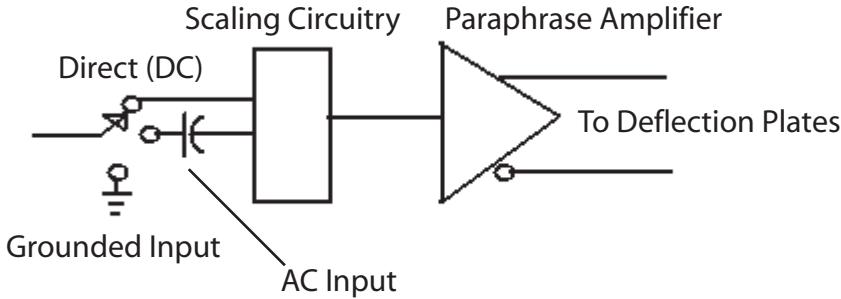 Scaling Circuitry
Paraphrase Amplifier
Direct (DC)
To Deflection Plates
Grounded Input
AC Input